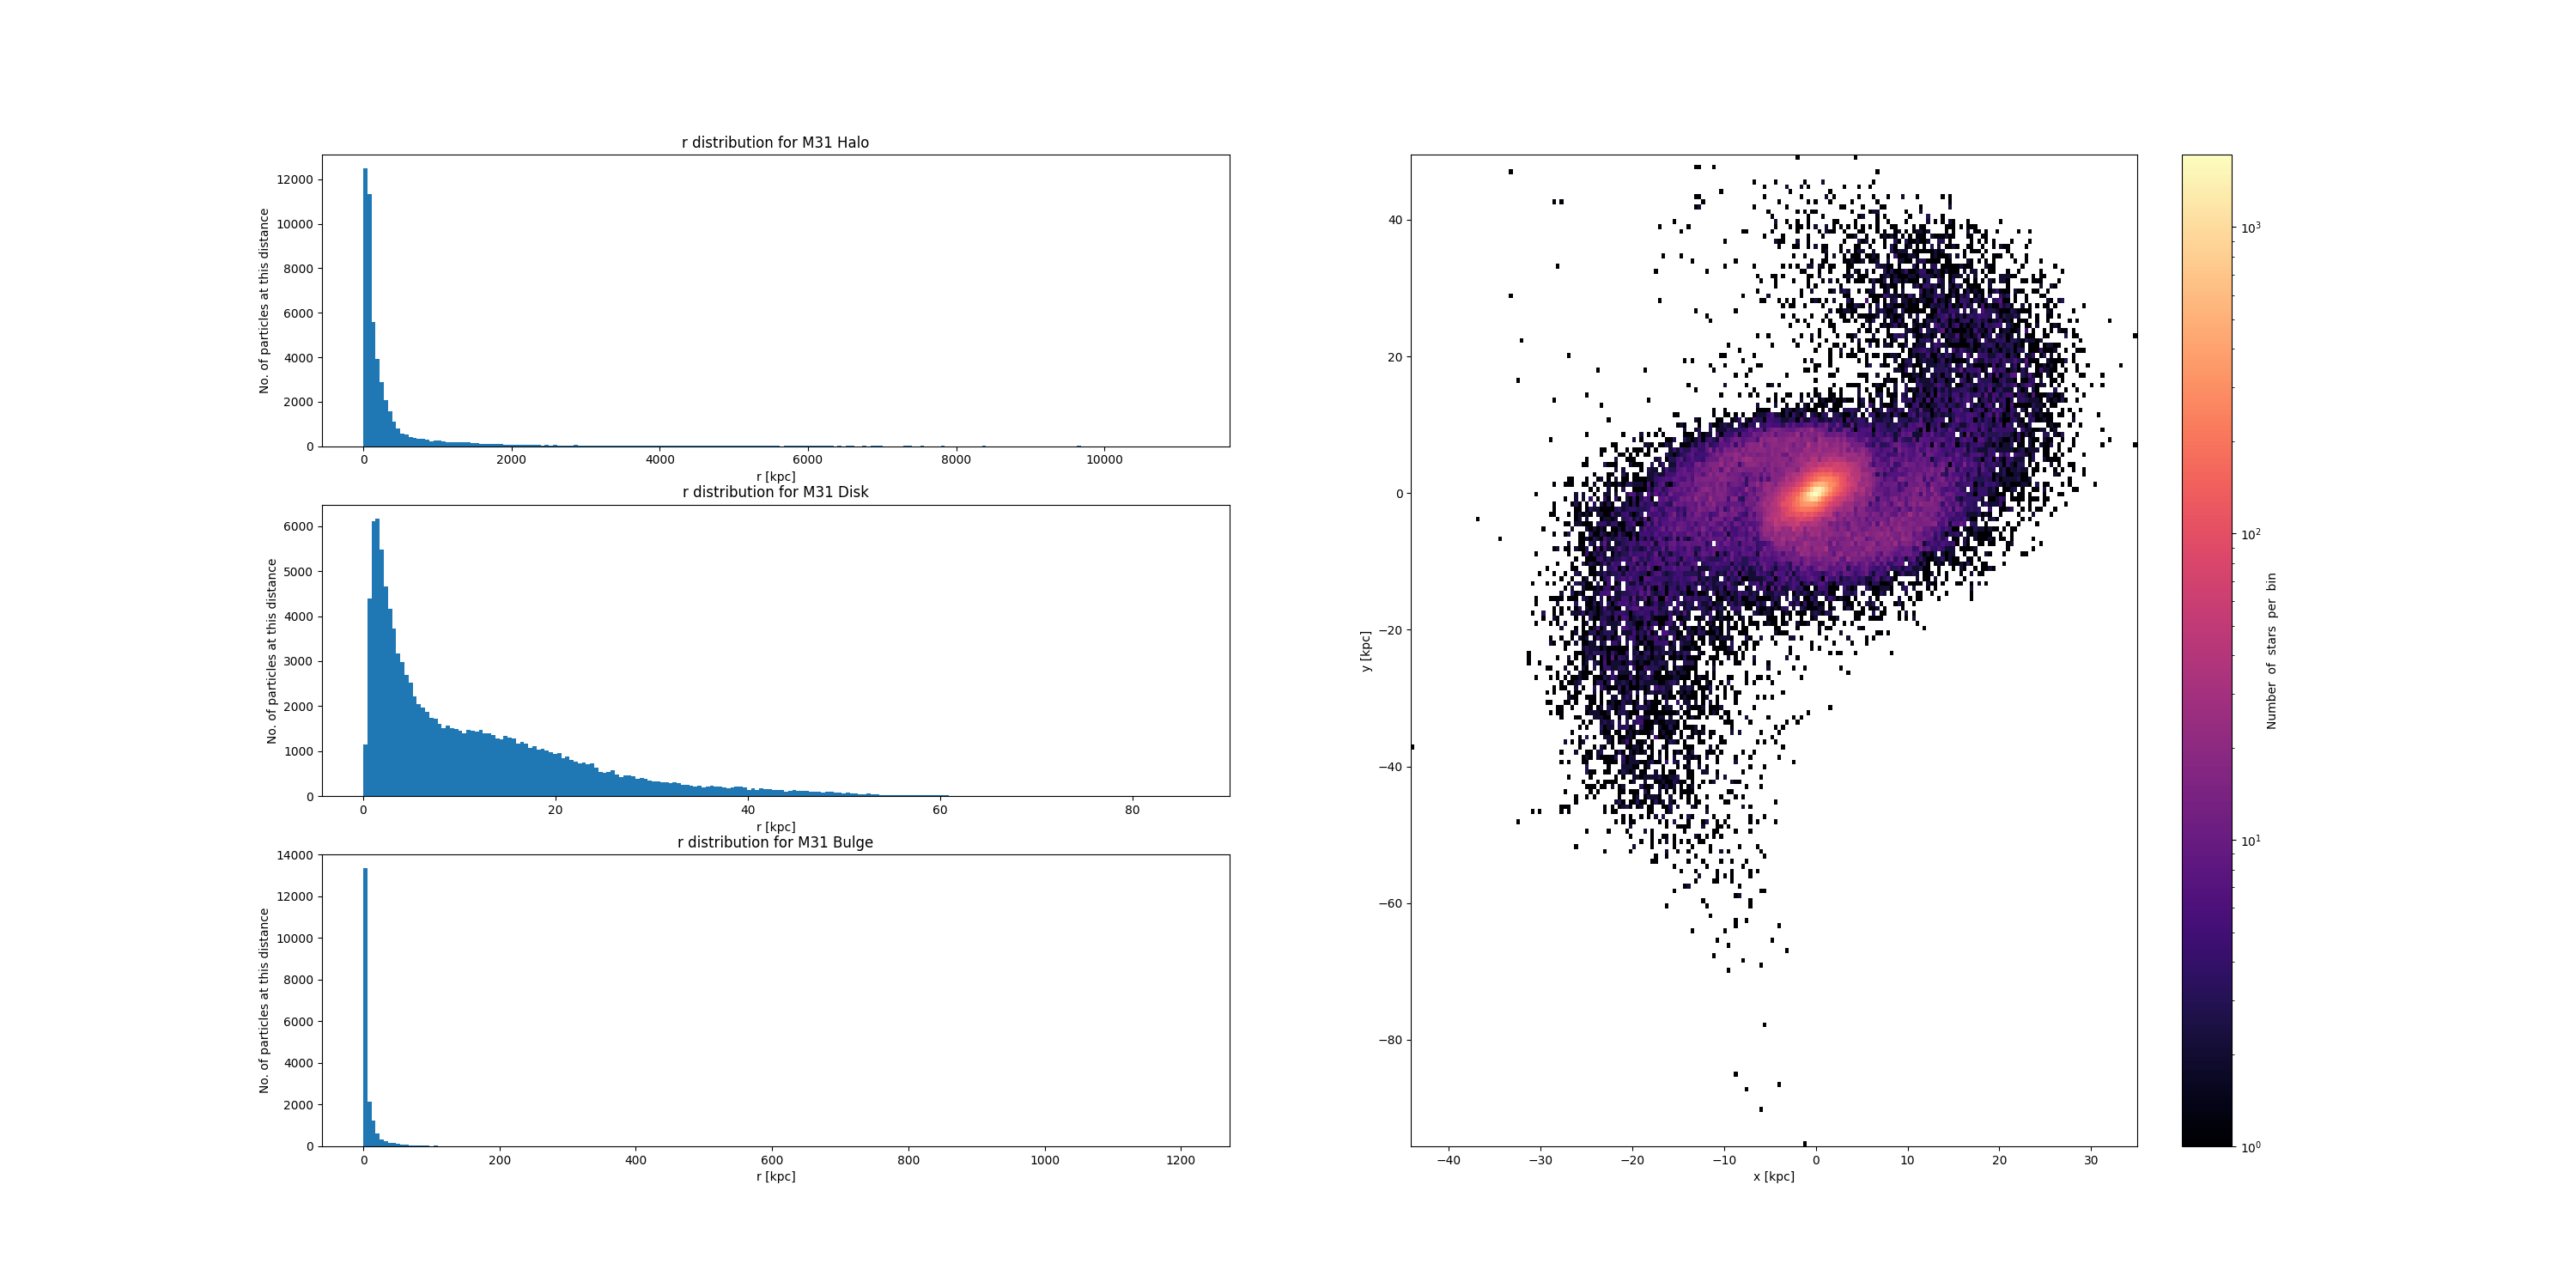 r distribution for M31 Halo
No. of particles at this distance
12000
10000
8000
6000
4000
2000
0
0 2000 4000 6000 8000 10000
r [kpc]
r distribution for M31 Disk
No. of particles at this distance
6000
5000
4000
3000
2000
1000
0
0 20 40 60 80
r [kpc]
r distribution for M31 Bulge
No. of particles at this distance
14000
12000
10000
8000
6000
4000
2000
0
0 200 400 600 800 1000 1200
r [kpc]
y [kpc]
40
20
0
−20
−40
−60
−80
−40 −30 −20 −10 0 10 20 30
x [kpc]
10³
10²
10¹
10⁰
Number of stars per bin